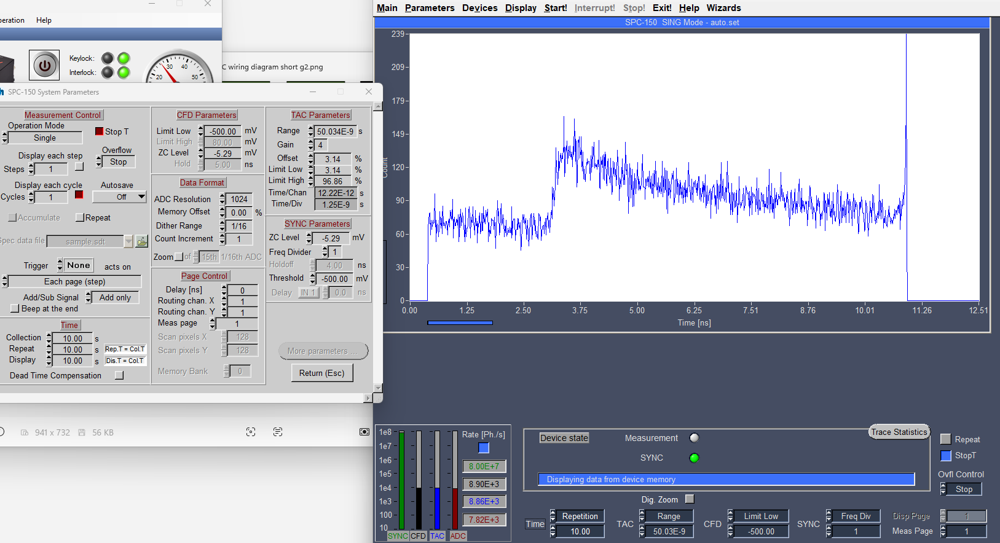 peration Help
Keylock:
Interlock:
20 30 40 50
C wiring diagram short g2.png
SPC-150 System Parameters
Measurement Control
Operation Mode
Single
Stop T
Display each step
Steps 1
Overflow
Stop
Display each cycle
Cycles 1
Autosave
Off
Accumulate Repeat
Spec data file sample.sdt
Trigger None acts on
Each page (step)
Add/Sub Signal Add only
Beep at the end
Time
Collection 10.00 s
Repeat 10.00 s Rep.T = Col.T
Display 10.00 s Dis.T = Col.T
Dead Time Compensation
CFD Parameters
Limit Low -500.00 mV
Limit High 80.00 mV
ZC Level -5.29 mV
Hold 5.00 ns
Data Format
ADC Resolution 1024
Memory Offset 0.00 %
Dither Range 1/16
Count Increment 1
Zoom of 15th 1/16th ADC
Page Control
Delay [ns] 0
Routing chan. X 1
Routing chan. Y 1
Meas page 1
Scan pixels X 128
Scan pixels Y 128
Memory Bank 0
TAC Parameters
Range 50.034E-9 s
Gain 4
Offset 3.14 %
Limit Low 3.14 %
Limit High 96.86 %
Time/Chan 12.22E-12 s
Time/Div 1.25E-9 s
SYNC Parameters
ZC Level -5.29 mV
Freq Divider 1
Holdoff 4.00 ns
Threshold -500.00 mV
Delay IN 1 0.0 ns
More parameters ...
Return (Esc)
941 x 732 56 KB
Main Parameters Devices Display Start! Interrupt! Stop! Exit! Help Wizards
SPC-150 SING Mode - auto.set
239
209
179
149
120
90
60
30
0
Count
0.00 1.25 2.50 3.75 5.00 6.25 7.51 8.76 10.01 11.26 12.51
Time [ns]
1e8
1e7
1e6
1e5
1e4
1e3
100
10
SYNC CFD TAC ADC
Rate [Ph./s]
8.00E+7
8.90E+3
8.86E+3
7.82E+3
Device state
Measurement
SYNC
Trace Statistics
Displaying data from device memory
Repeat
StopT
Ovfl Control
Stop
Dig. Zoom
Time Repetition 10.00
TAC Range 50.03E-9
CFD Limit Low -500.00
SYNC Freq Div 1
Disp Page 1
Meas Page 1